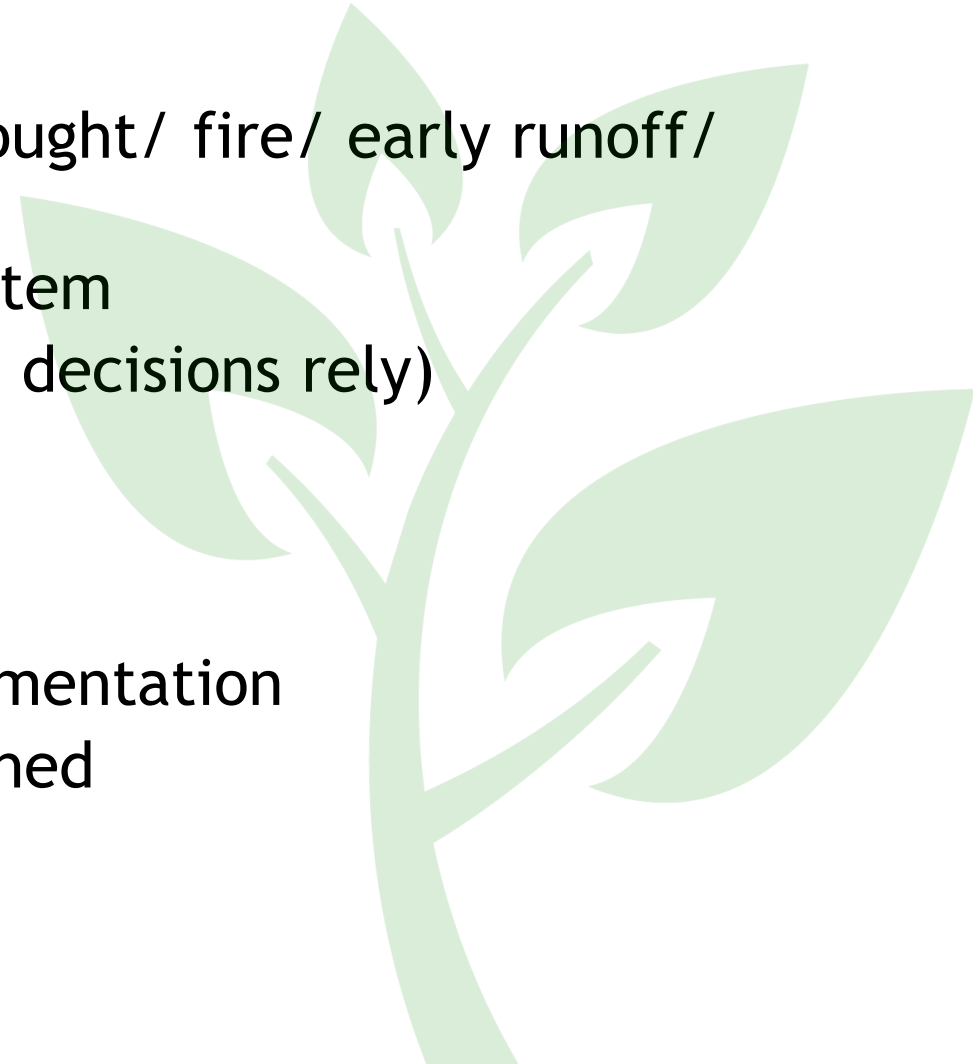 ought/ fire/ early runoff/
tem
decisions rely)
mentation
ned